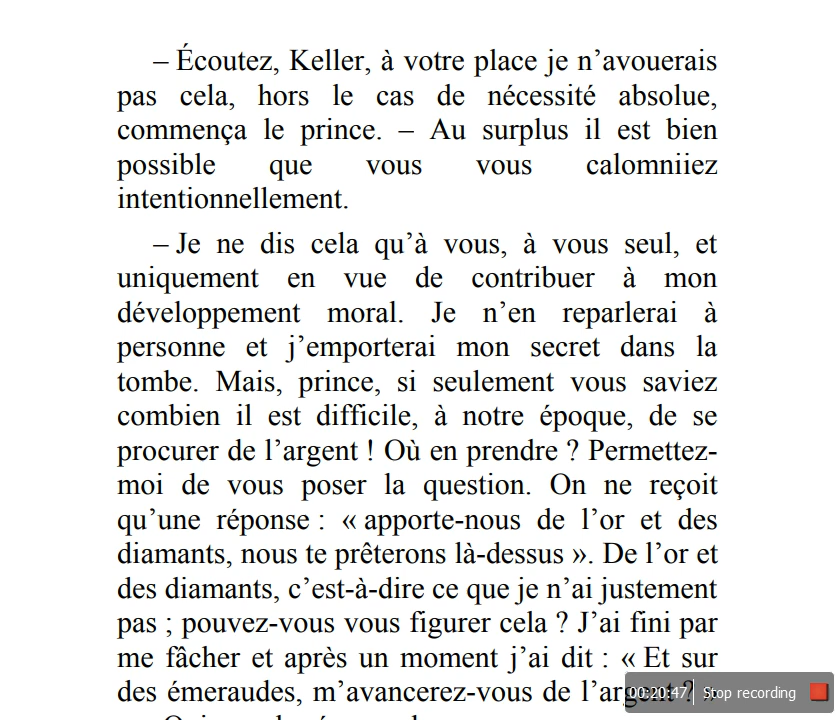 – Écoutez, Keller, à votre place je n’avouerais
pas cela, hors le cas de nécessité absolue,
commença le prince. – Au surplus il est bien
possible que vous vous calomniiez
intentionnellement.
– Je ne dis cela qu’à vous, à vous seul, et
uniquement en vue de contribuer à mon
développement moral. Je n’en reparlerai à
personne et j’emporterai mon secret dans la
tombe. Mais, prince, si seulement vous saviez
combien il est difficile, à notre époque, de se
procurer de l’argent ! Où en prendre ? Permettez-
moi de vous poser la question. On ne reçoit
qu’une réponse : « apporte-nous de l’or et des
diamants, nous te prêterons là-dessus ». De l’or et
des diamants, c’est-à-dire ce que je n’ai justement
pas ; pouvez-vous vous figurer cela ? J’ai fini par
me fâcher et après un moment j’ai dit : « Et sur
des émeraudes, m’avancerez-vous de l’argent ? »
00:20:47 Stop recording